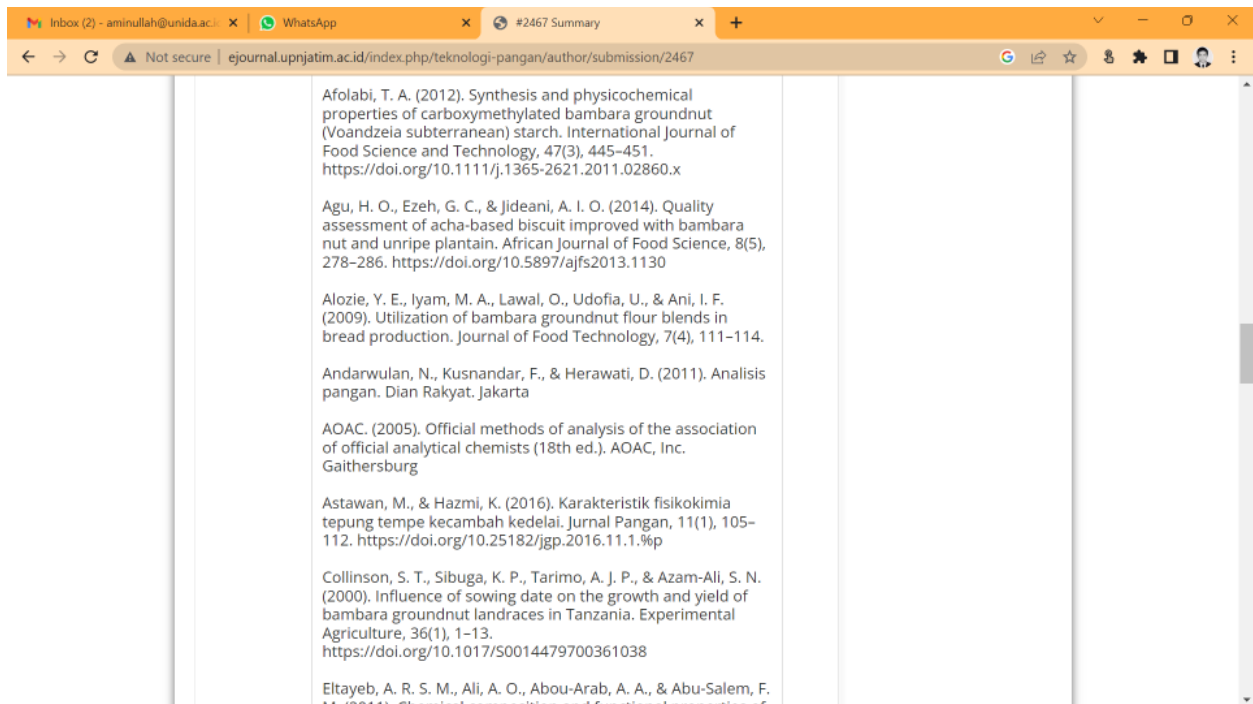 Inbox (2) - aminullah@unida.ac.i
WhatsApp
#2467 Summary
Not secure
ejournal.upnjatim.ac.id/index.php/teknologi-pangan/author/submission/2467
Afolabi, T. A. (2012). Synthesis and physicochemical
properties of carboxymethylated bambara groundnut
(Voandzeia subterranean) starch. International Journal of
Food Science and Technology, 47(3), 445–451.
https://doi.org/10.1111/j.1365-2621.2011.02860.x
Agu, H. O., Ezeh, G. C., & Jideani, A. I. O. (2014). Quality
assessment of acha-based biscuit improved with bambara
nut and unripe plantain. African Journal of Food Science, 8(5),
278–286. https://doi.org/10.5897/ajfs2013.1130
Alozie, Y. E., Iyam, M. A., Lawal, O., Udofia, U., & Ani, I. F.
(2009). Utilization of bambara groundnut flour blends in
bread production. Journal of Food Technology, 7(4), 111–114.
Andarwulan, N., Kusnandar, F., & Herawati, D. (2011). Analisis
pangan. Dian Rakyat. Jakarta
AOAC. (2005). Official methods of analysis of the association
of official analytical chemists (18th ed.). AOAC, Inc.
Gaithersburg
Astawan, M., & Hazmi, K. (2016). Karakteristik fisikokimia
tepung tempe kecambah kedelai. Jurnal Pangan, 11(1), 105–
112. https://doi.org/10.25182/jgp.2016.11.1.%p
Collinson, S. T., Sibuga, K. P., Tarimo, A. J. P., & Azam-Ali, S. N.
(2000). Influence of sowing date on the growth and yield of
bambara groundnut landraces in Tanzania. Experimental
Agriculture, 36(1), 1–13.
https://doi.org/10.1017/S0014479700361038
Eltayeb, A. R. S. M., Ali, A. O., Abou-Arab, A. A., & Abu-Salem, F.